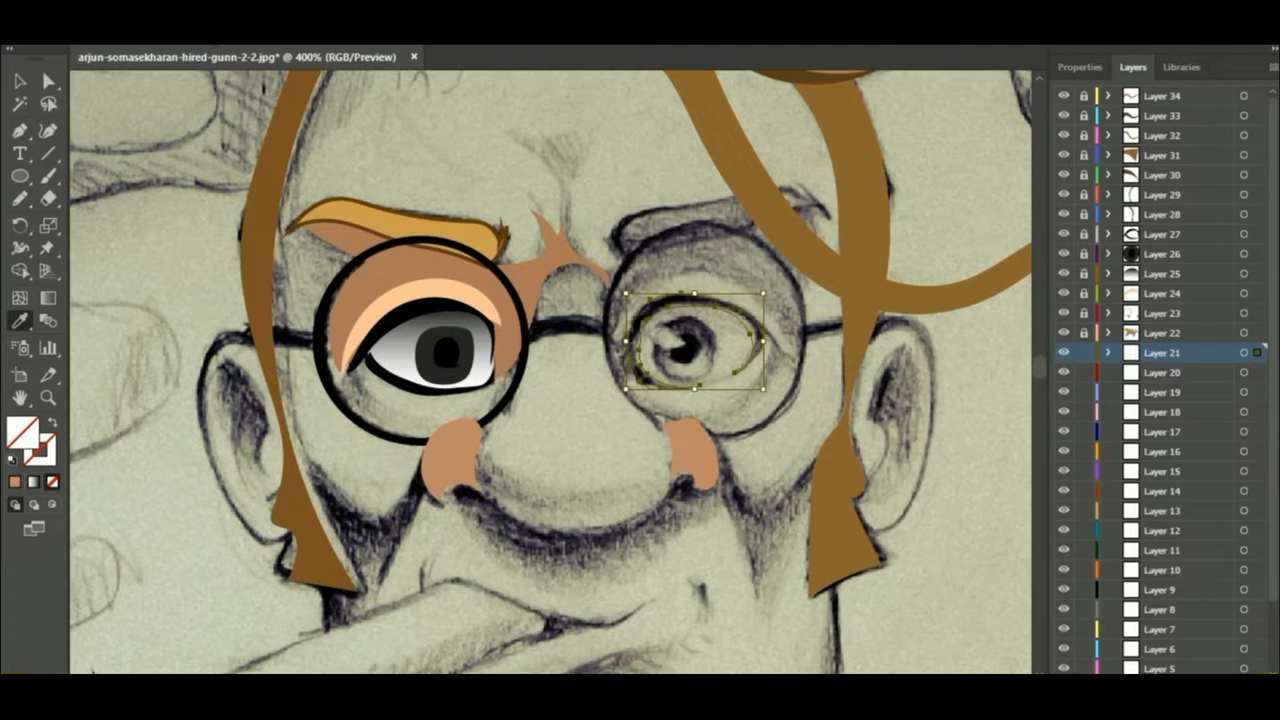 arjun-somasekharan-hired-gunn-2-2.jpg* @ 400% (RGB/Preview) ×
Properties Layers Libraries
Layer 34
Layer 33
Layer 32
Layer 31
Layer 30
Layer 29
Layer 28
Layer 27
Layer 26
Layer 25
Layer 24
Layer 23
Layer 22
Layer 21
Layer 20
Layer 19
Layer 18
Layer 17
Layer 16
Layer 15
Layer 14
Layer 13
Layer 12
Layer 11
Layer 10
Layer 9
Layer 8
Layer 7
Layer 6
Layer 5